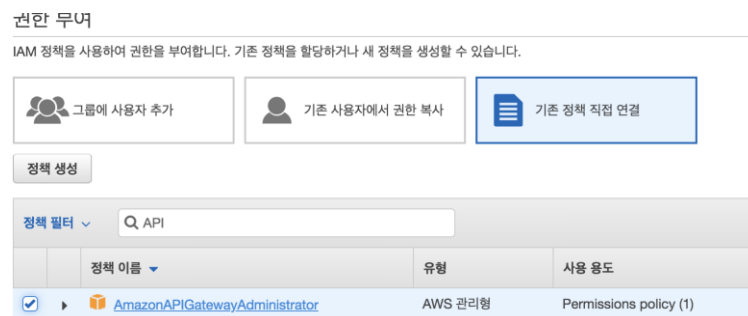 권한 부여
IAM 정책을 사용하여 권한을 부여합니다. 기존 정책을 할당하거나 새 정책을 생성할 수 있습니다.
그룹에 사용자 추가
기존 사용자에서 권한 복사
기존 정책 직접 연결
정책 생성
정책 필터
API
정책 이름 유형 사용 용도
AmazonAPIGatewayAdministrator AWS 관리형 Permissions policy (1)